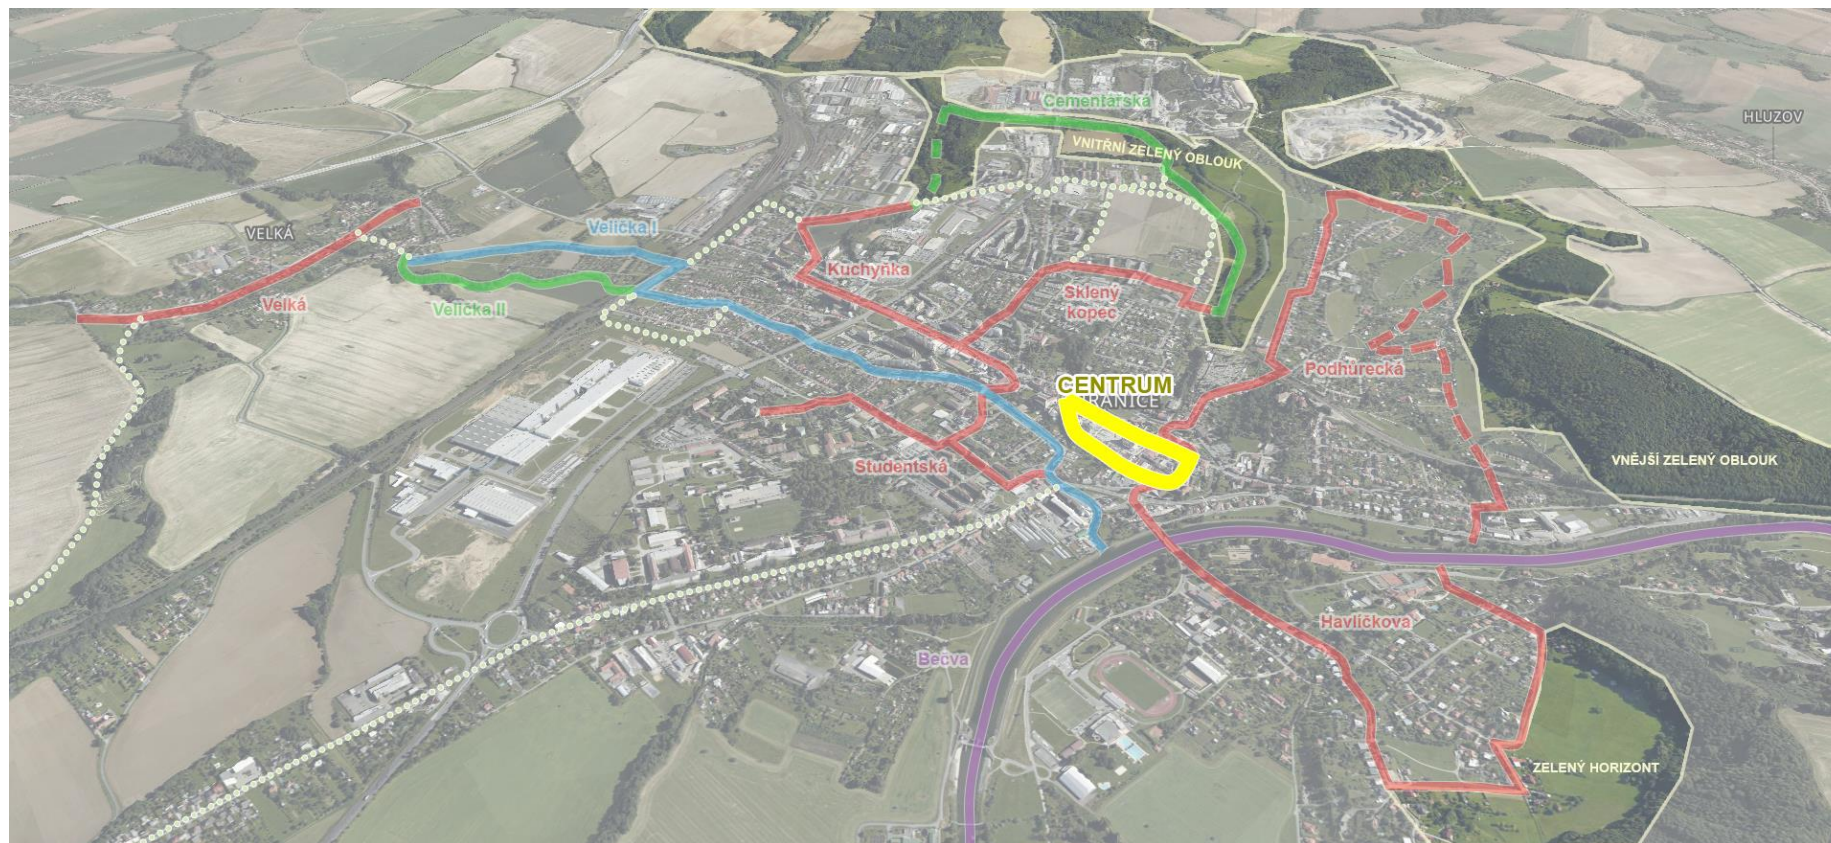 Cementářská
HLUZOV
VNITŘNÍ ZELENÝ OBLOUK
VELKÁ
Velička I
Kuchyňka
Velká
Velička II
Sklený
kopec
Podhůrecká
CENTRUM
HRANICE
Studentská
VNĚJŠÍ ZELENÝ OBLOUK
Havlíčkova
Bečva
ZELENÝ HORIZONT